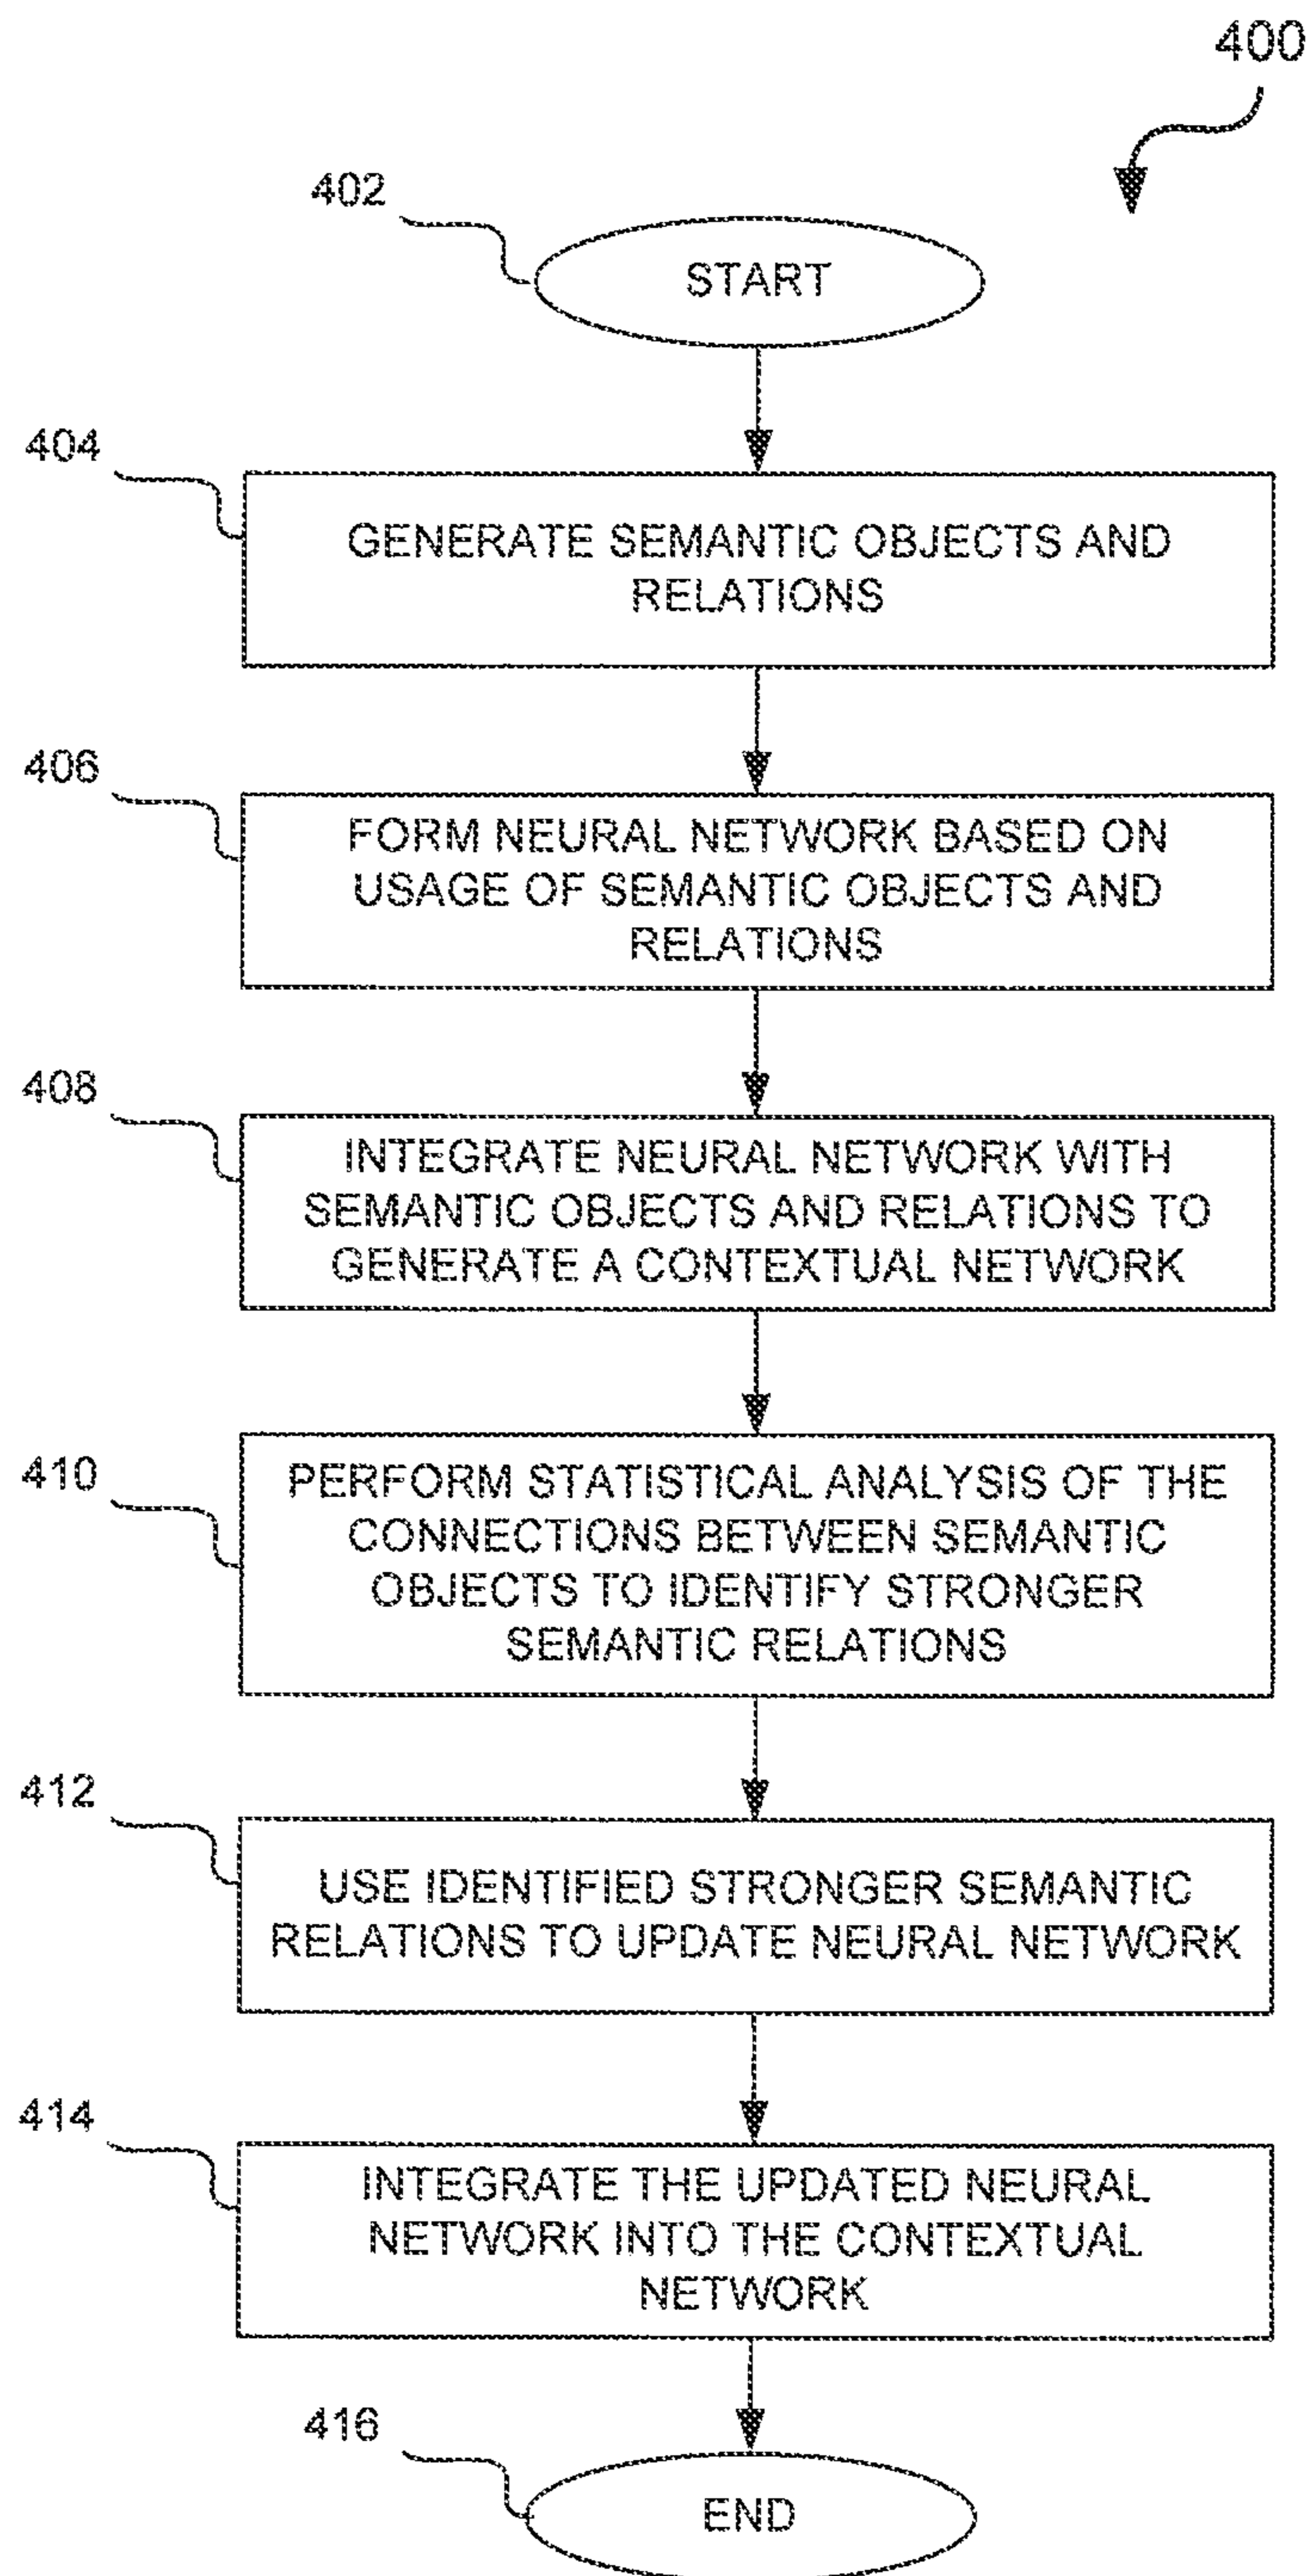 400
402
START
404
GENERATE SEMANTIC OBJECTS AND
RELATIONS
406
FORM NEURAL NETWORK BASED ON
USAGE OF SEMANTIC OBJECTS AND
RELATIONS
408
INTEGRATE NEURAL NETWORK WITH
SEMANTIC OBJECTS AND RELATIONS TO
GENERATE A CONTEXTUAL NETWORK
410
PERFORM STATISTICAL ANALYSIS OF THE
CONNECTIONS BETWEEN SEMANTIC
OBJECTS TO IDENTIFY STRONGER
SEMANTIC RELATIONS
412
USE IDENTIFIED STRONGER SEMANTIC
RELATIONS TO UPDATE NEURAL NETWORK
414
INTEGRATE THE UPDATED NEURAL
NETWORK INTO THE CONTEXTUAL
NETWORK
416
END